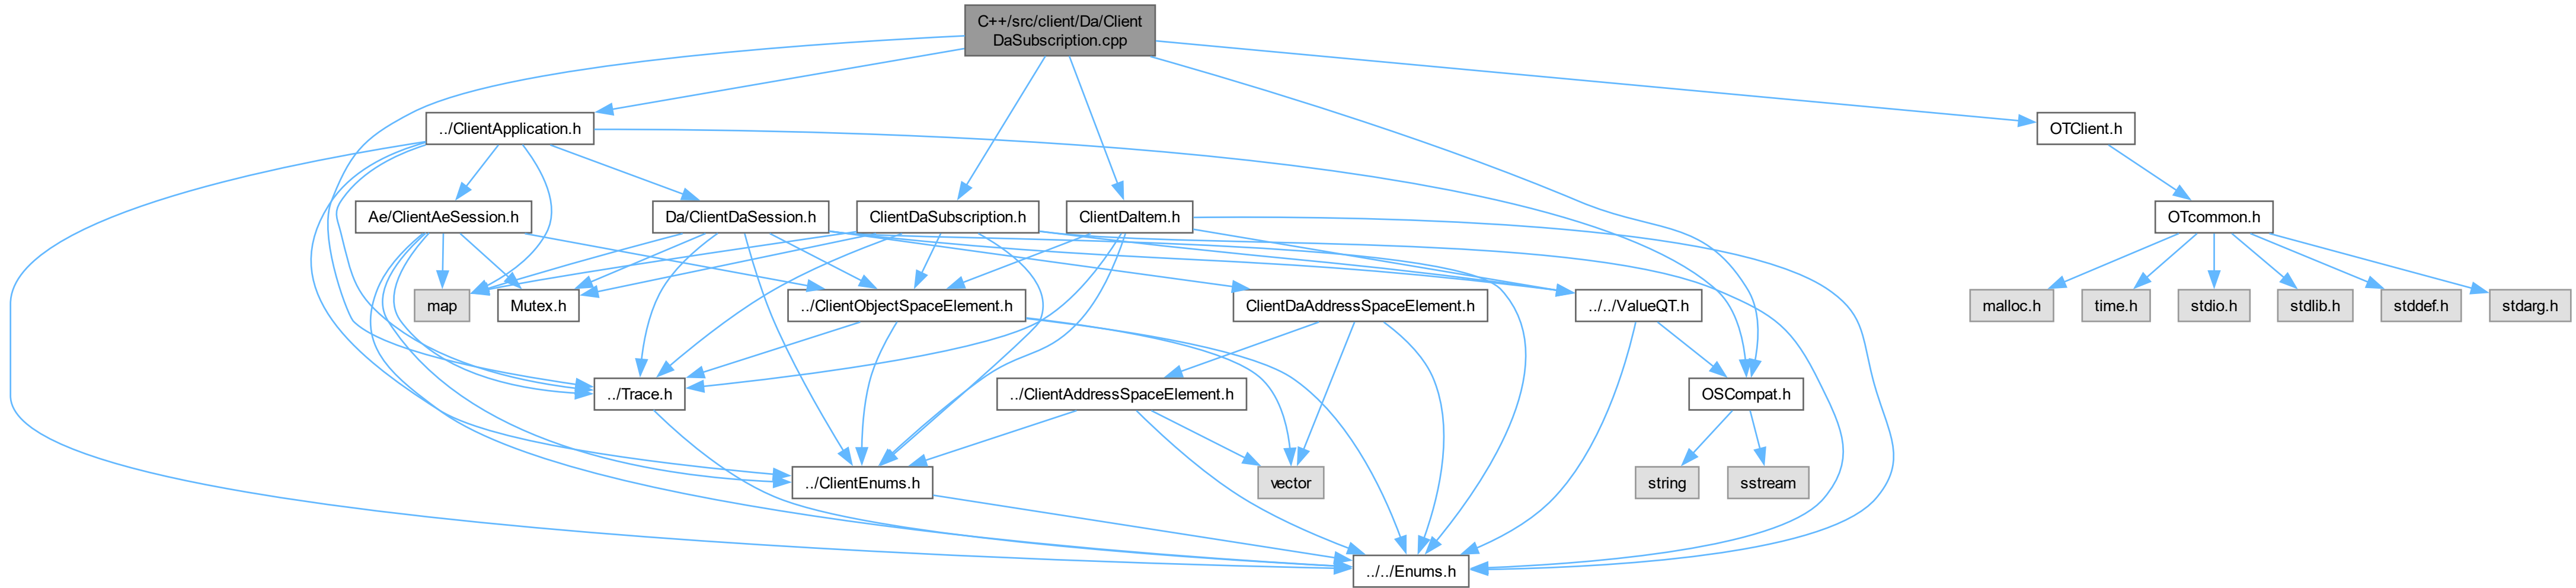 C++/src/client/Da/Client
DaSubscription.cpp
../ClientApplication.h
OTClient.h
Ae/ClientAeSession.h
Da/ClientDaSession.h
ClientDaSubscription.h
ClientDaItem.h
OTcommon.h
map
Mutex.h
../ClientObjectSpaceElement.h
ClientDaAddressSpaceElement.h
../../ValueQT.h
malloc.h
time.h
stdio.h
stdlib.h
stddef.h
stdarg.h
../Trace.h
../ClientAddressSpaceElement.h
OSCompat.h
../ClientEnums.h
vector
string
sstream
../../Enums.h